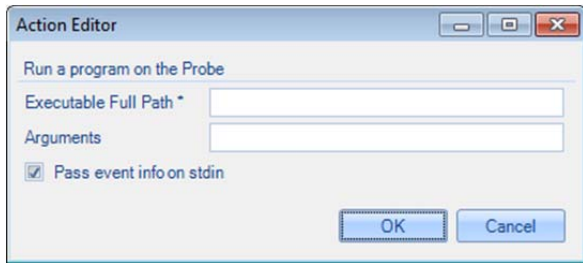 Action Editor
Run a program on the Probe
Executable Full Path *
Arguments
Pass event info on stdin
OK Cancel